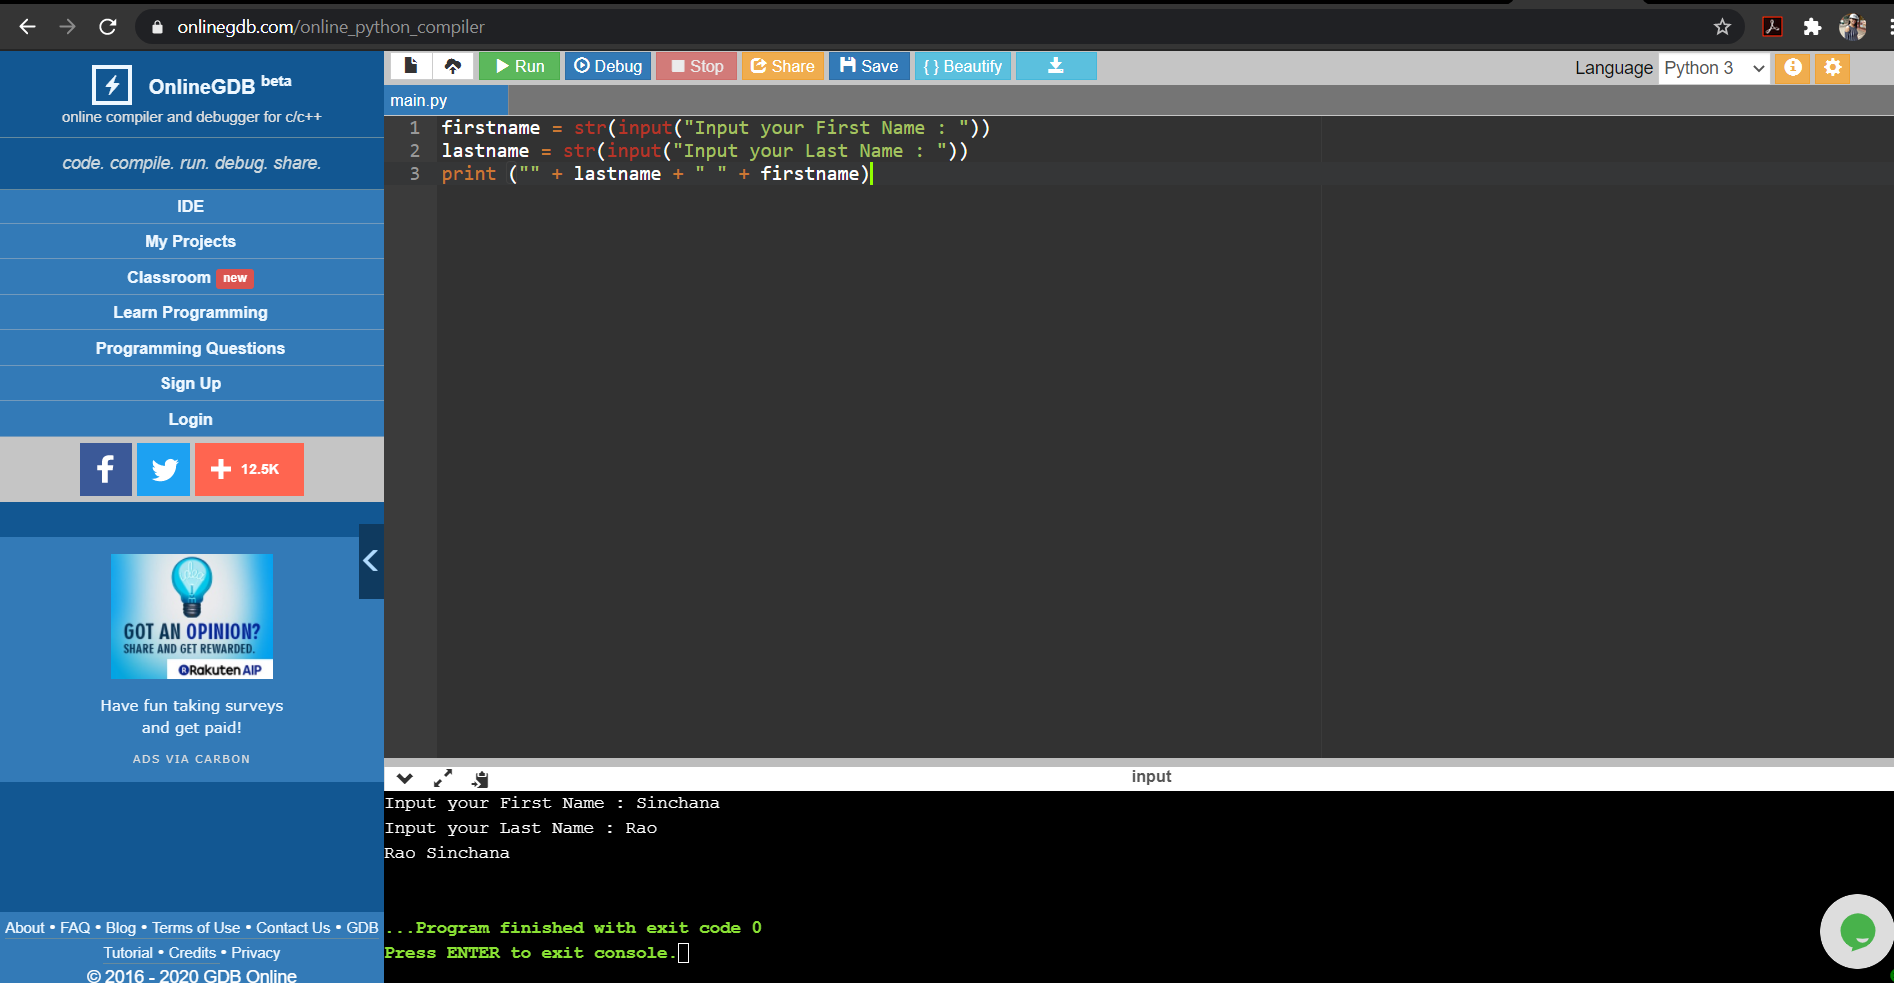 onlinegdb.com/online_python_compiler
OnlineGDB beta
online compiler and debugger for c/c++
code. compile. run. debug. share.
IDE
My Projects
Classroom new
Learn Programming
Programming Questions
Sign Up
Login
12.5K
GOT AN OPINION?
SHARE AND GET REWARDED.
Rakuten AIP
Have fun taking surveys
and get paid!
ADS VIA CARBON
About • FAQ • Blog • Terms of Use • Contact Us • GDB
Tutorial • Credits • Privacy
© 2016 - 2020 GDB Online
Run Debug Stop Share Save { } Beautify
Language Python 3
main.py
1 firstname = str(input("Input your First Name : "))
2 lastname = str(input("Input your Last Name : "))
3 print ("" + lastname + " " + firstname)
input
Input your First Name : Sinchana
Input your Last Name : Rao
Rao Sinchana
...Program finished with exit code 0
Press ENTER to exit console.